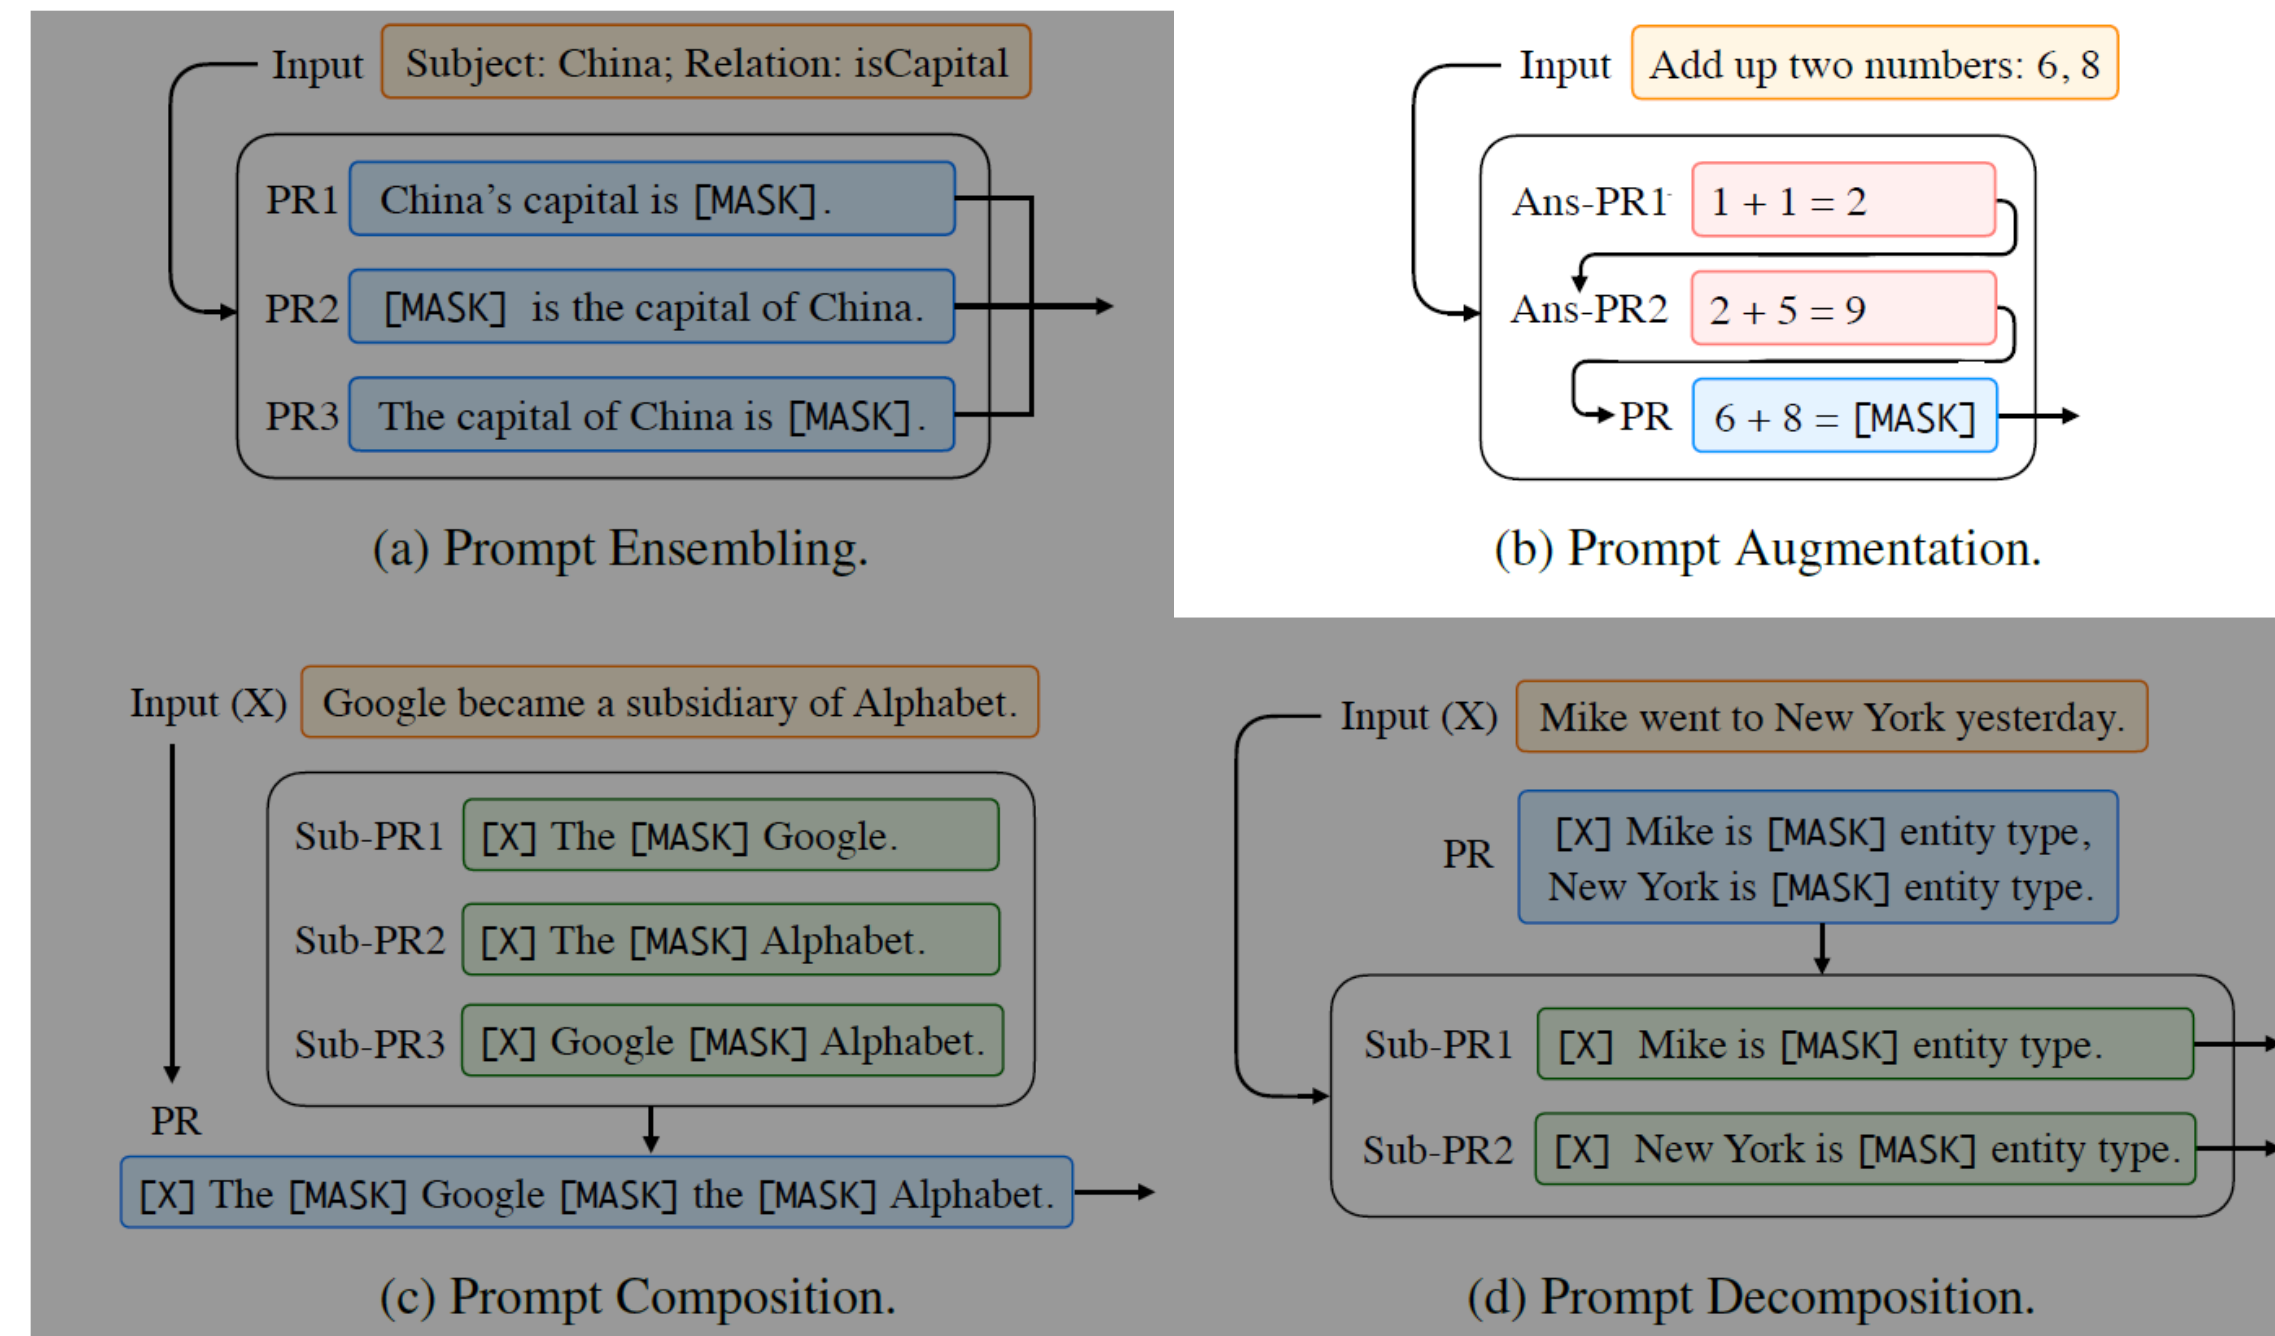 Input Subject: China; Relation: isCapital
PR1 China’s capital is [MASK].
PR2 [MASK] is the capital of China.
PR3 The capital of China is [MASK].
(a) Prompt Ensembling.
Input Add up two numbers: 6, 8
Ans-PR1 1 + 1 = 2
Ans-PR2 2 + 5 = 9
PR 6 + 8 = [MASK]
(b) Prompt Augmentation.
Input (X) Google became a subsidiary of Alphabet.
Sub-PR1 [X] The [MASK] Google.
Sub-PR2 [X] The [MASK] Alphabet.
Sub-PR3 [X] Google [MASK] Alphabet.
PR
[X] The [MASK] Google [MASK] the [MASK] Alphabet.
(c) Prompt Composition.
Input (X) Mike went to New York yesterday.
PR [X] Mike is [MASK] entity type,
New York is [MASK] entity type.
Sub-PR1 [X] Mike is [MASK] entity type.
Sub-PR2 [X] New York is [MASK] entity type.
(d) Prompt Decomposition.